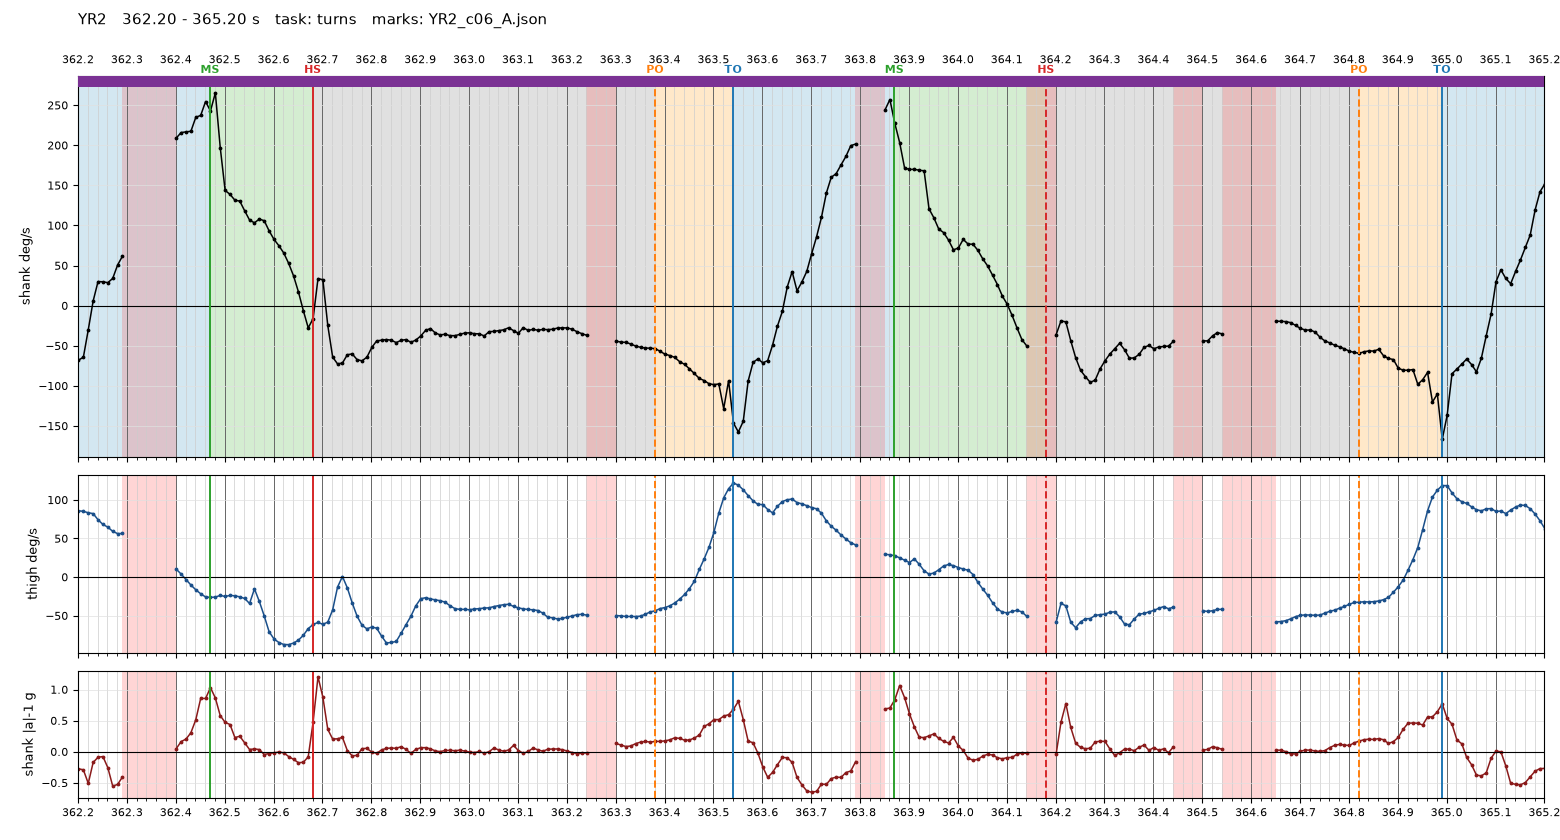 YR2   362.20 - 365.20 s   task: turns   marks: YR2_c06_A.json
362.2 362.3 362.4 362.5 362.6 362.7 362.8 362.9 363.0 363.1 363.2 363.3 363.4 363.5 363.6 363.7 363.8 363.9 364.0 364.1 364.2 364.3 364.4 364.5 364.6 364.7 364.8 364.9 365.0 365.1 365.2
MS HS PO TO MS HS PO TO
shank deg/s
250
200
150
100
50
0
−50
−100
−150
thigh deg/s
100
50
0
−50
shank |a|-1 g
1.0
0.5
0.0
−0.5
362.2 362.3 362.4 362.5 362.6 362.7 362.8 362.9 363.0 363.1 363.2 363.3 363.4 363.5 363.6 363.7 363.8 363.9 364.0 364.1 364.2 364.3 364.4 364.5 364.6 364.7 364.8 364.9 365.0 365.1 365.2